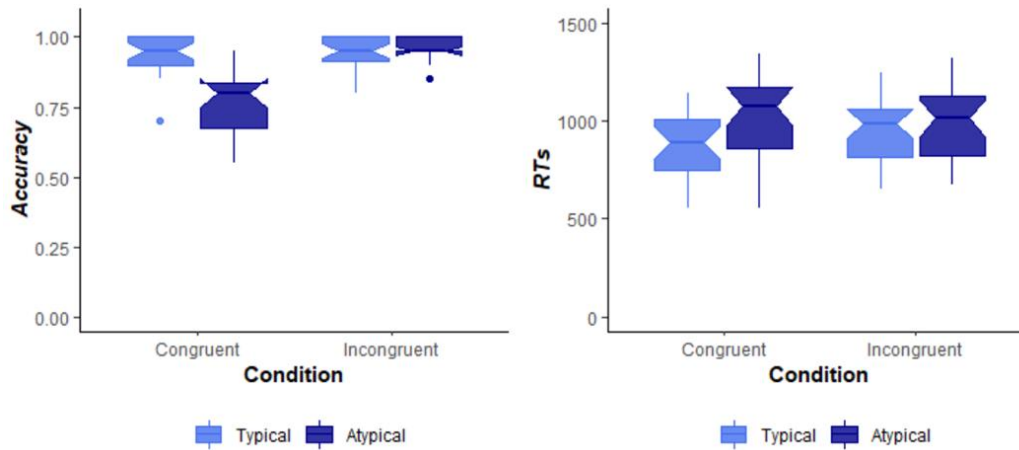 Accuracy
1.00
0.75
0.50
0.25
0.00
Congruent Incongruent
Condition
Typical Atypical
RTs
1500
1000
500
0
Congruent Incongruent
Condition
Typical Atypical